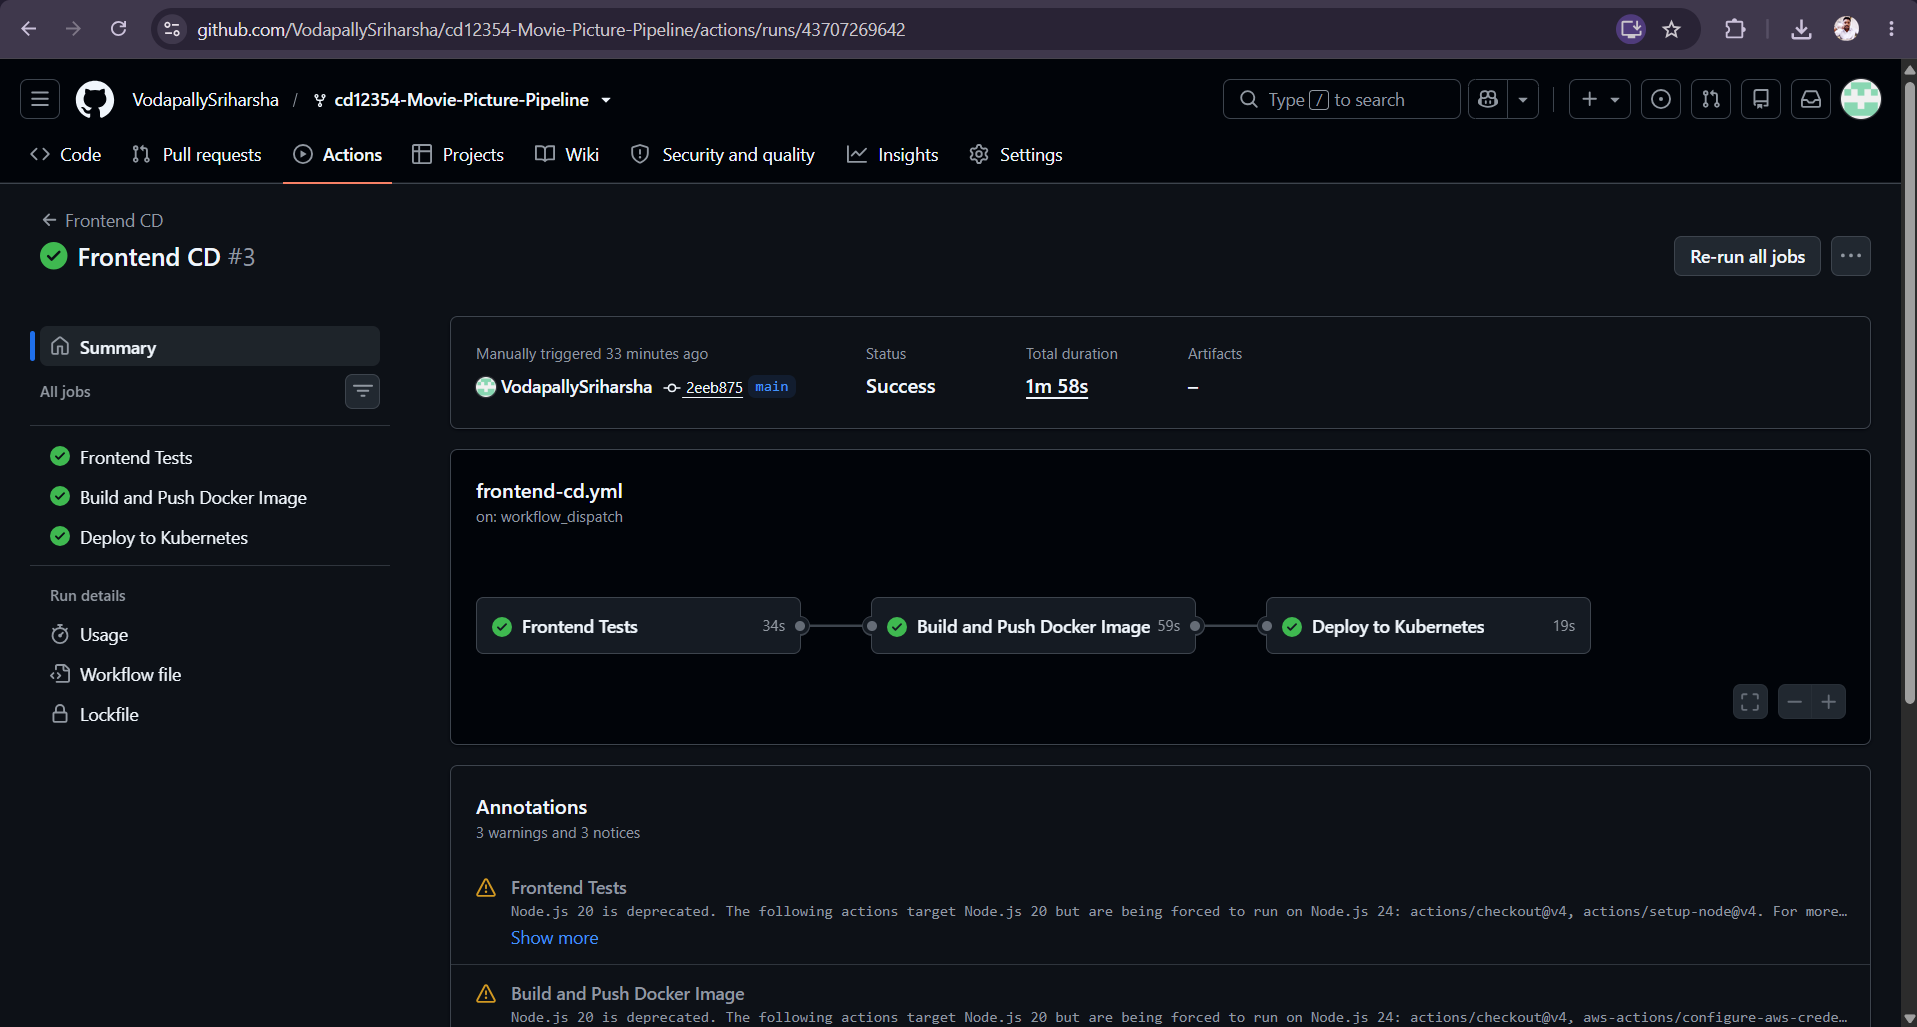 github.com/VodapallySriharsha/cd12354-Movie-Picture-Pipeline/actions/runs/43707269642
VodapallySriharsha / cd12354-Movie-Picture-Pipeline
Type / to search
Code Pull requests Actions Projects Wiki Security and quality Insights Settings
Frontend CD
Frontend CD #3
Re-run all jobs
Summary
All jobs
Frontend Tests
Build and Push Docker Image
Deploy to Kubernetes
Run details
Usage
Workflow file
Lockfile
Manually triggered 33 minutes ago
VodapallySriharsha 2eeb875 main
Status
Success
Total duration
1m 58s
Artifacts
–
frontend-cd.yml
on: workflow_dispatch
Frontend Tests 34s
Build and Push Docker Image 59s
Deploy to Kubernetes 19s
Annotations
3 warnings and 3 notices
Frontend Tests
Node.js 20 is deprecated. The following actions target Node.js 20 but are being forced to run on Node.js 24: actions/checkout@v4, actions/setup-node@v4. For more…
Show more
Build and Push Docker Image
Node.js 20 is deprecated. The following actions target Node.js 20 but are being forced to run on Node.js 24: actions/checkout@v4, aws-actions/configure-aws-crede…